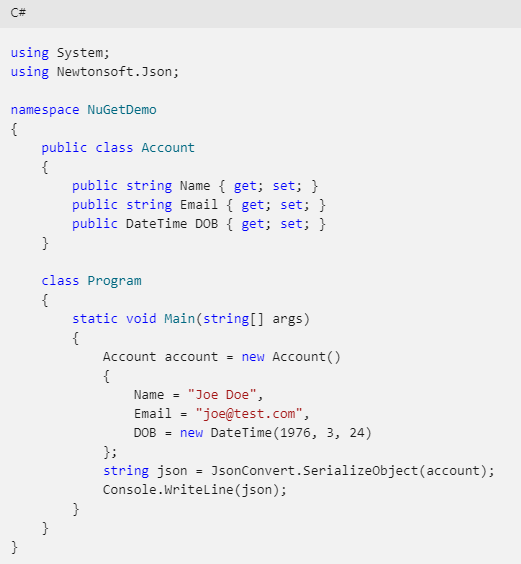 C#
using System;
using Newtonsoft.Json;
namespace NuGetDemo
{
    public class Account
    {
        public string Name { get; set; }
        public string Email { get; set; }
        public DateTime DOB { get; set; }
    }
    class Program
    {
        static void Main(string[] args)
        {
            Account account = new Account()
            {
                Name = "Joe Doe",
                Email = "joe@test.com",
                DOB = new DateTime(1976, 3, 24)
            };
            string json = JsonConvert.SerializeObject(account);
            Console.WriteLine(json);
        }
    }
}